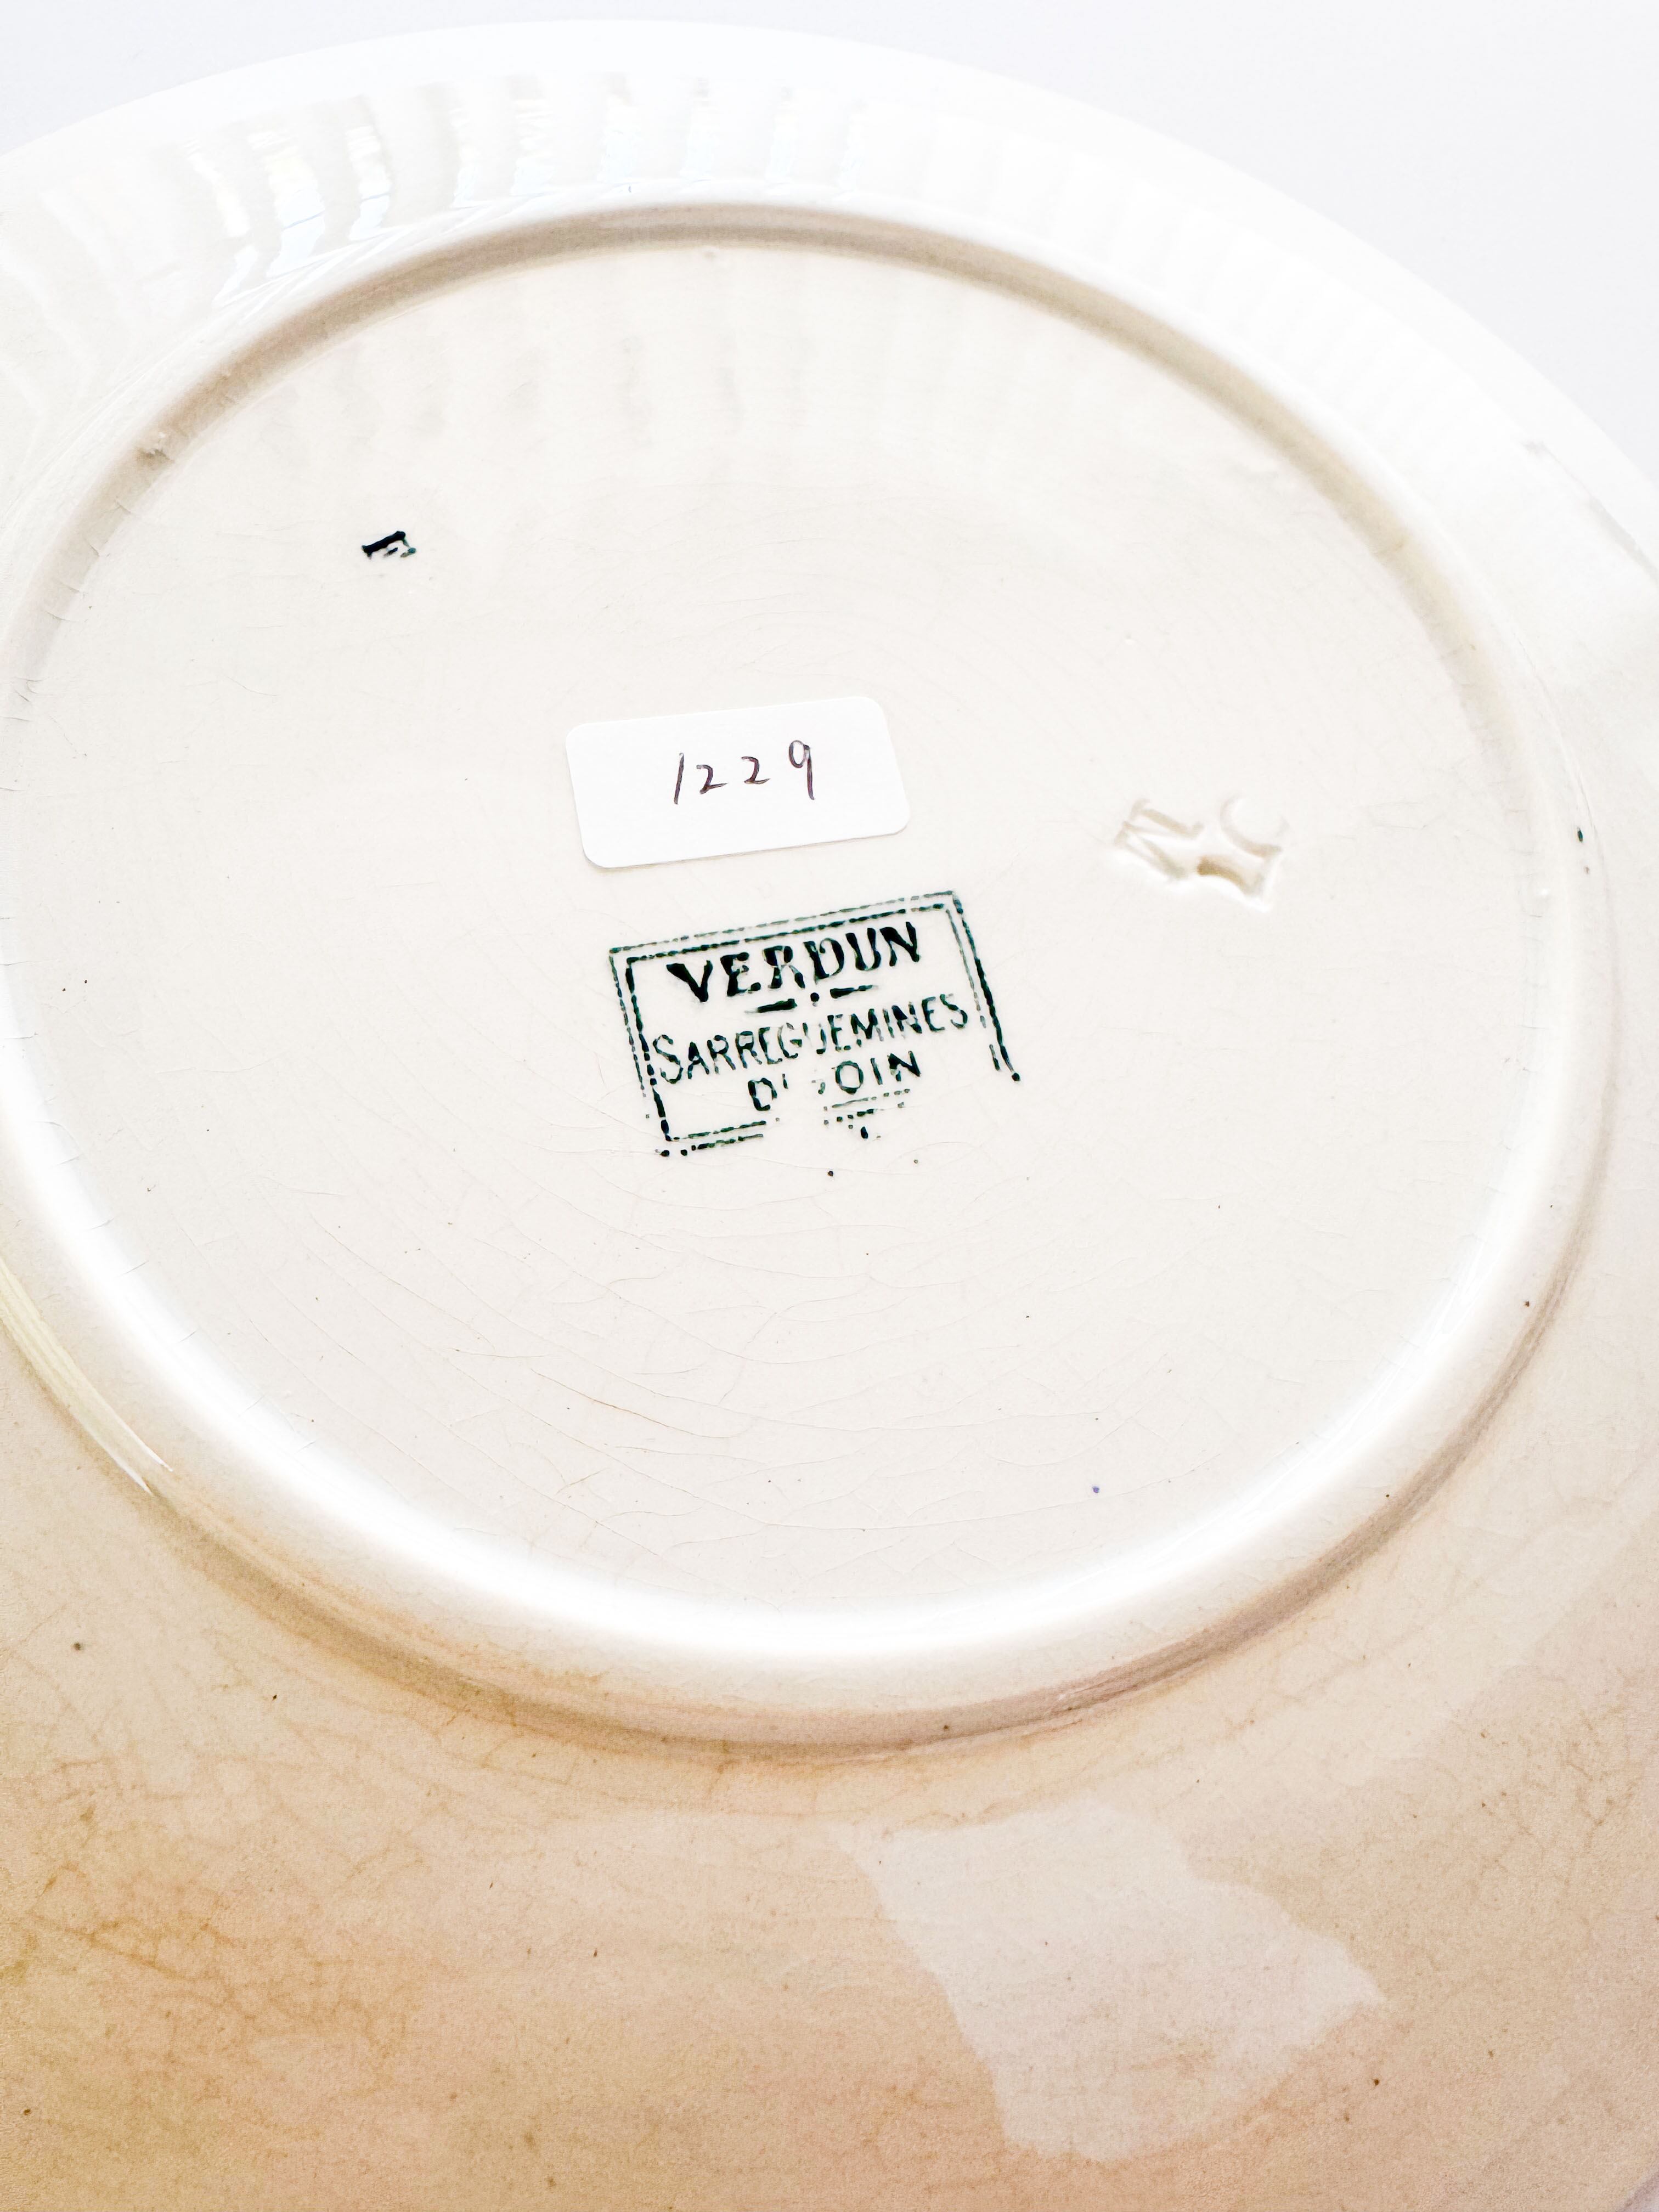 F
1229
VERDUN
SARREGUEMINES